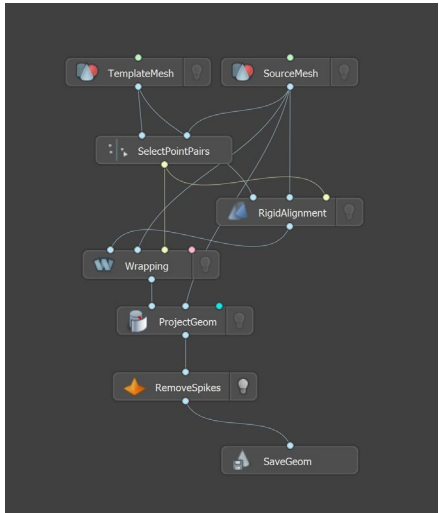 TemplateMesh
SourceMesh
SelectPointPairs
RigidAlignment
Wrapping
ProjectGeom
RemoveSpikes
SaveGeom